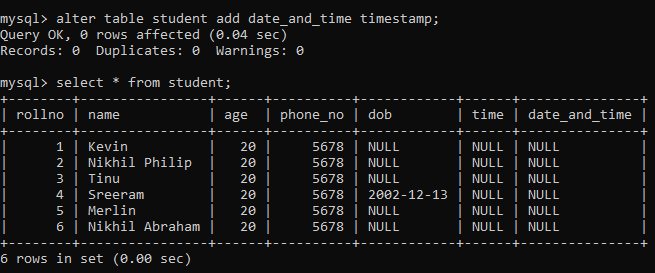 mysql> alter table student add date_and_time timestamp;
Query OK, 0 rows affected (0.04 sec)
Records: 0  Duplicates: 0  Warnings: 0

mysql> select * from student;
+--------+----------------+------+----------+------------+------+---------------+
| rollno | name           | age  | phone_no | dob        | time | date_and_time |
+--------+----------------+------+----------+------------+------+---------------+
|      1 | Kevin          |   20 |     5678 | NULL       | NULL | NULL          |
|      2 | Nikhil Philip  |   20 |     5678 | NULL       | NULL | NULL          |
|      3 | Tinu           |   20 |     5678 | NULL       | NULL | NULL          |
|      4 | Sreeram        |   20 |     5678 | 2002-12-13 | NULL | NULL          |
|      5 | Merlin         |   20 |     5678 | NULL       | NULL | NULL          |
|      6 | Nikhil Abraham |   20 |     5678 | NULL       | NULL | NULL          |
+--------+----------------+------+----------+------------+------+---------------+
6 rows in set (0.00 sec)